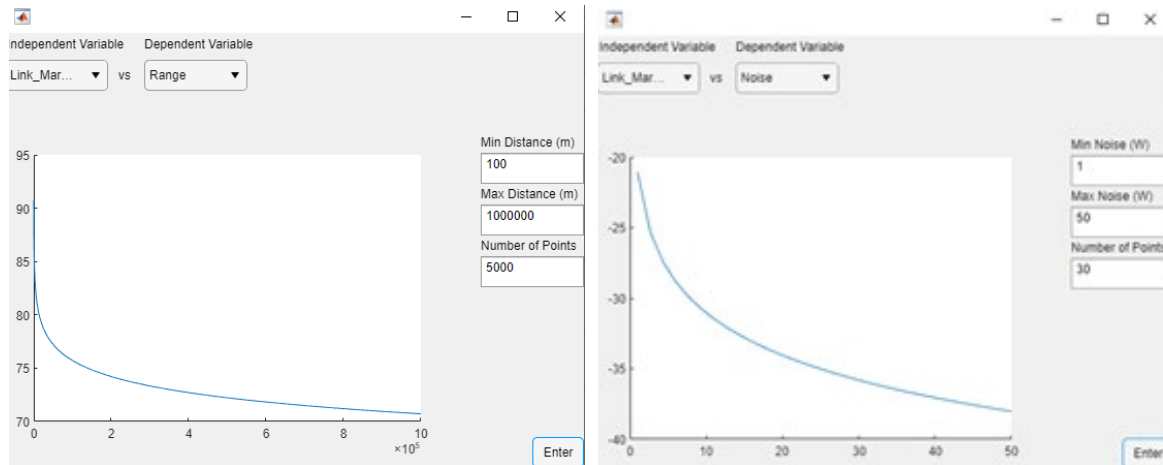 ndependent Variable Dependent Variable
Link_Mar... vs Range
Min Distance (m)
100
Max Distance (m)
1000000
Number of Points
5000
95
90
85
80
75
70
0 2 4 6 8 10
×10⁵
Enter
Independent Variable Dependent Variable
Link_Mar... vs Noise
Min Noise (W)
1
Max Noise (W)
50
Number of Points
30
-20
-25
-30
-35
-40
0 10 20 30 40 50
Enter